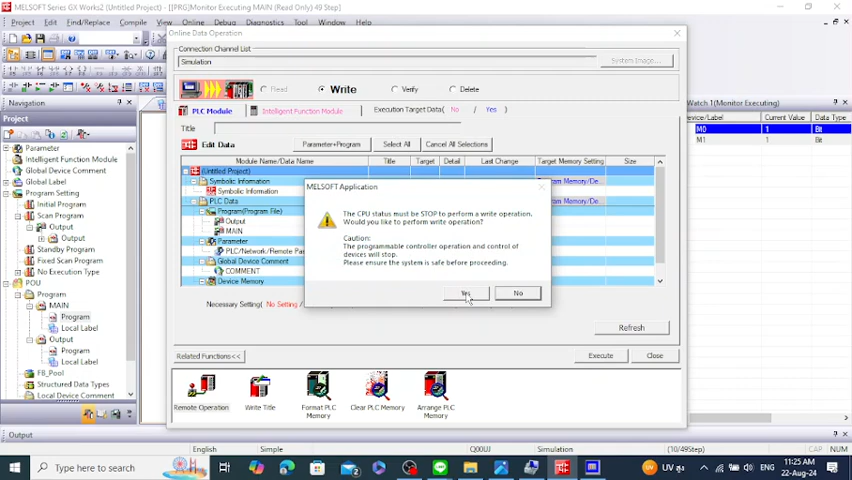 MELSOFT Series GX Works2 (Untitled Project) - [[PRG]Monitor Executing MAIN (Read Only) 49 Step]
Project Edit Find/Replace Compile View Online Debug Diagnostics Tool Window Help
Online Data Operation
Connection Channel List
Simulation System Image...
Read Write Verify Delete
PLC Module Intelligent Function Module Execution Target Data( No / Yes )
Title
Edit Data Parameter+Program Select All Cancel All Selections
Module Name/Data Name Title Target Detail Last Change Target Memory Setting Size
(Untitled Project)
Symbolic Information Program Memory/De...
Symbolic Information
PLC Data Program Memory/De...
Program(Program File)
Output
MAIN
Parameter
PLC/Network/Remote Pa
Global Device Comment
COMMENT
Device Memory
MELSOFT Application
The CPU status must be STOP to perform a write operation.
Would you like to perform write operation?
Caution:
The programmable controller operation and control of
devices will stop.
Please ensure the system is safe before proceeding.
Yes No
Necessary Setting( No Setting /
Refresh
Related Functions<<
Execute Close
Remote Operation
Write Title
Format PLC
Memory
Clear PLC Memory
Arrange PLC
Memory
Navigation
Project
Parameter
Intelligent Function Module
Global Device Comment
Global Label
Program Setting
Initial Program
Scan Program
Output
Output
Standby Program
Fixed Scan Program
No Execution Type
POU
Program
MAIN
Program
Local Label
Output
Program
Local Label
FB_Pool
Structured Data Types
Local Device Comment
Watch 1(Monitor Executing)
evice/Label Current Value Data Type
M0 1 Bit
M1 1 Bit
Output
English Simple Q00UJ Simulation (10/49Step) CAP NUM
Type here to search
UV สูง
ENG
11:25 AM
22-Aug-24